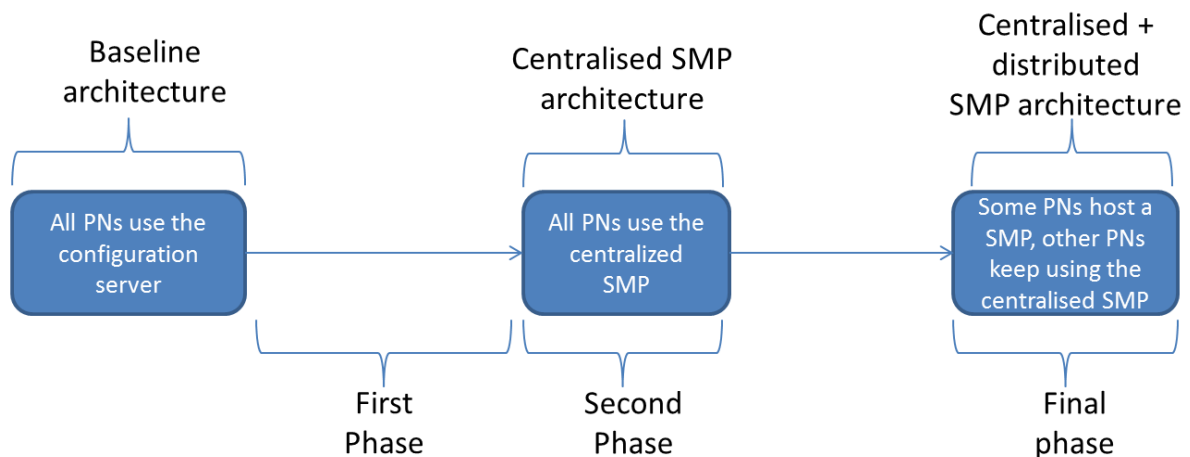 Baseline
architecture
Centralised SMP
architecture
Centralised +
distributed
SMP architecture
All PNs use the
configuration
server
All PNs use the
centralized
SMP
Some PNs host a
SMP, other PNs
keep using the
centralised SMP
First
Phase
Second
Phase
Final
phase